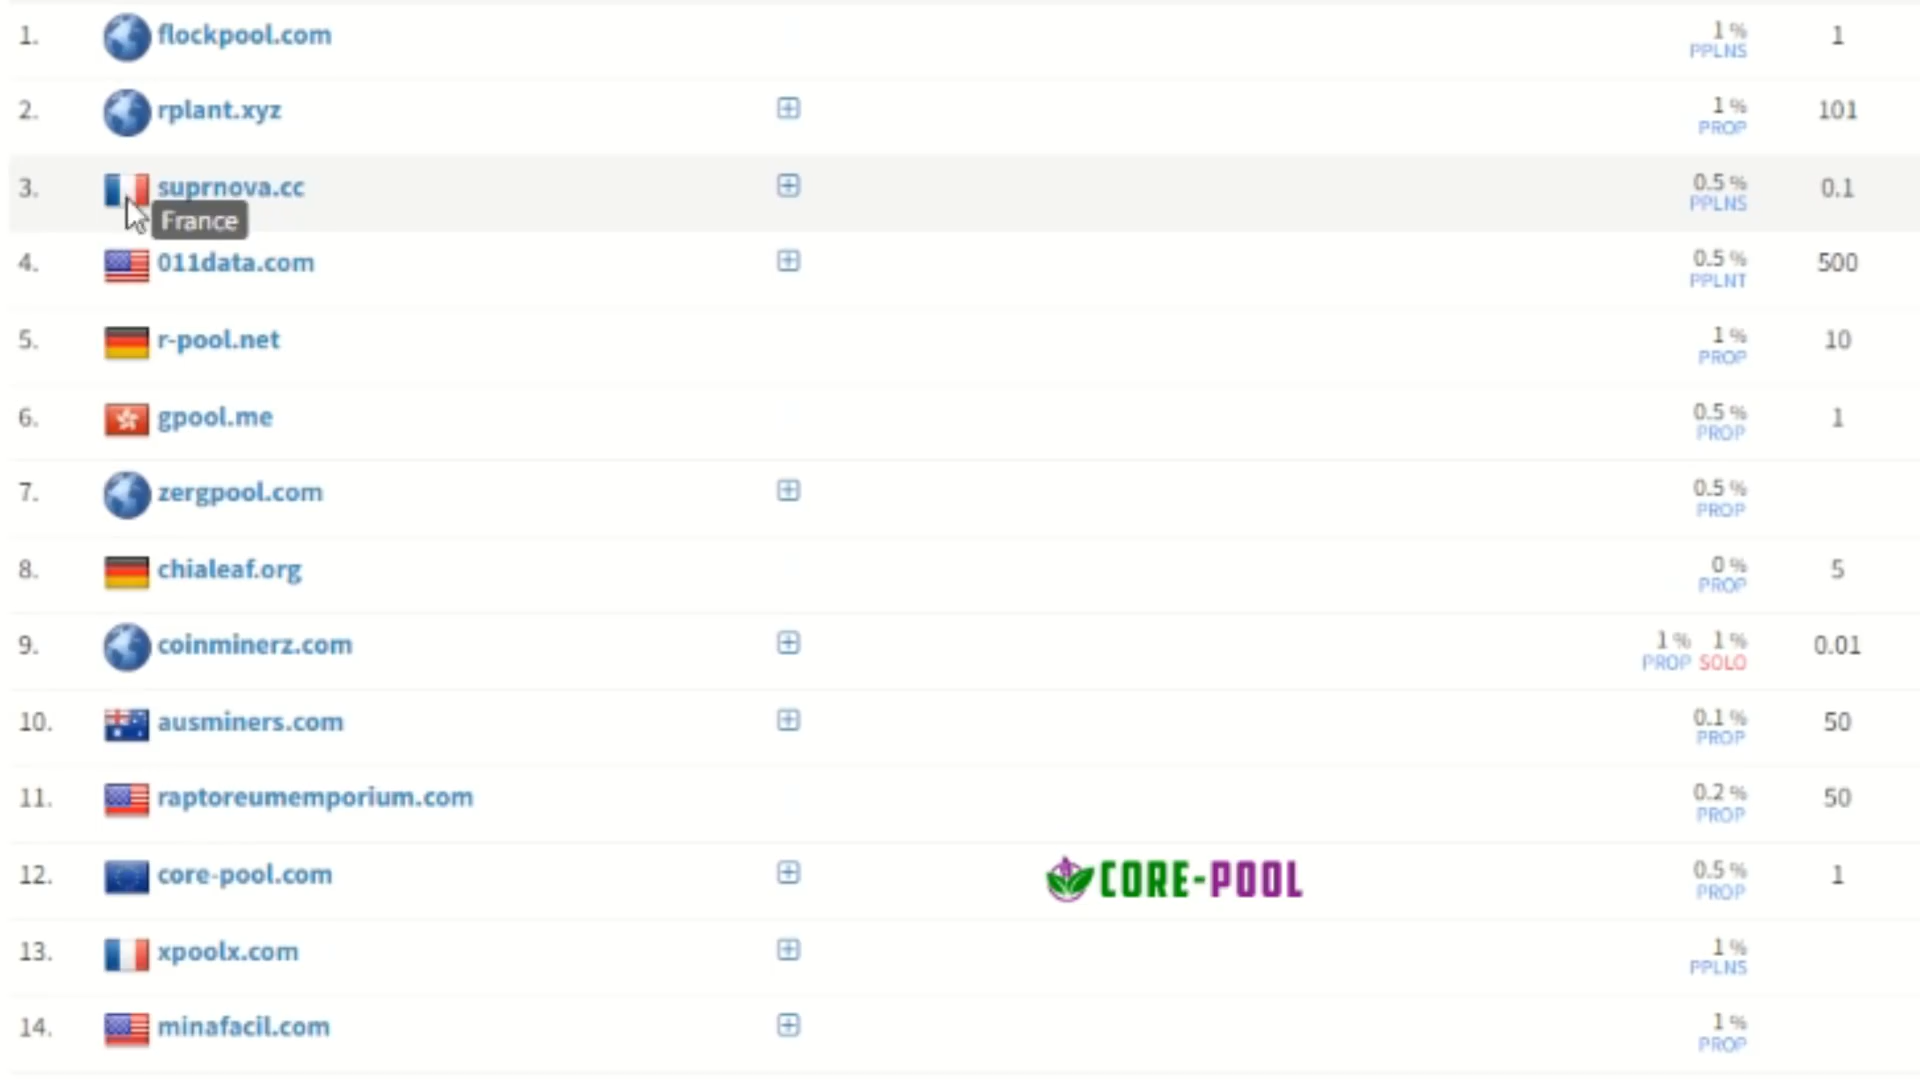 1. flockpool.com 1 % PPLNS 1
2. rplant.xyz 1 % PROP 101
3. suprnova.cc 0.5 % PPLNS 0.1
France
4. 011data.com 0.5 % PPLNT 500
5. r-pool.net 1 % PROP 10
6. gpool.me 0.5 % PROP 1
7. zergpool.com 0.5 % PROP
8. chialeaf.org 0 % PROP 5
9. coinminerz.com 1 % PROP 1 % SOLO 0.01
10. ausminers.com 0.1 % PROP 50
11. raptoreumemporium.com 0.2 % PROP 50
12. core-pool.com CORE-POOL 0.5 % PROP 1
13. xpoolx.com 1 % PPLNS
14. minafacil.com 1 % PROP